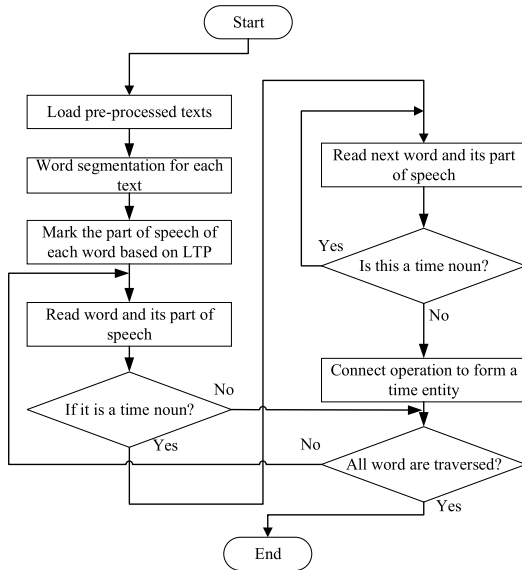 Start
Load pre-processed texts
Word segmentation for each
text
Mark the part of speech of
each word based on LTP
Read word and its part of
speech
If it is a time noun?
No
Yes
Read next word and its part
of speech
Yes
Is this a time noun?
No
Connect operation to form a
time entity
No
All word are traversed?
Yes
End